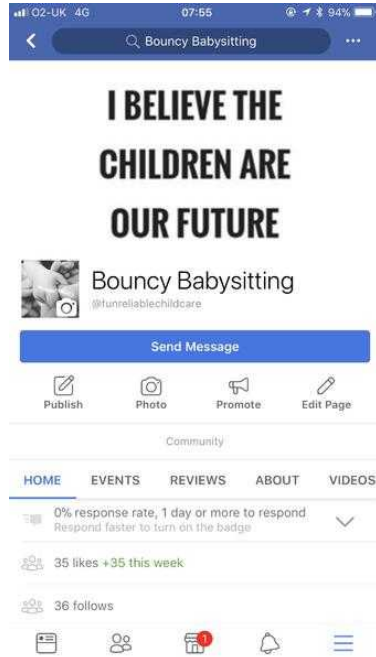 O2-UK 4G 07:55 94%
Bouncy Babysitting
I BELIEVE THE
CHILDREN ARE
OUR FUTURE
Bouncy Babysitting
@funreliablechildcare
Send Message
Publish Photo Promote Edit Page
Community
HOME EVENTS REVIEWS ABOUT VIDEOS
0% response rate, 1 day or more to respond
Respond faster to turn on the badge
35 likes +35 this week
36 follows
1